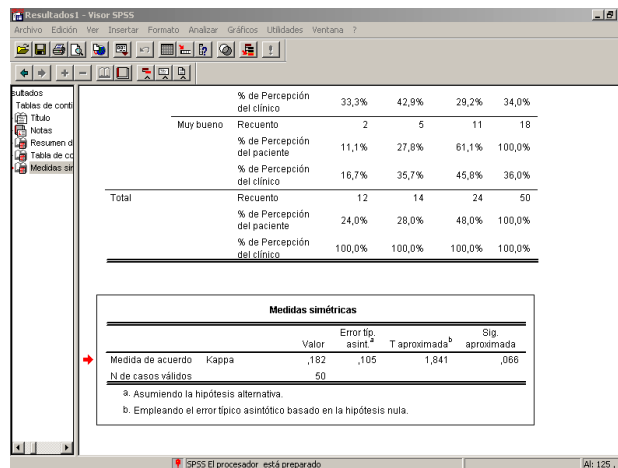 Resultados1 - Visor SPSS
Archivo Edición Ver Insertar Formato Analizar Gráficos Utilidades Ventana ?
sultados
Tablas de conti
Título
Notas
Resumen d
Tabla de co
Medidas sim
% de Percepción del clínico 33,3% 42,9% 29,2% 34,0%
Muy bueno Recuento 2 5 11 18
% de Percepción del paciente 11,1% 27,8% 61,1% 100,0%
% de Percepción del clínico 16,7% 35,7% 45,8% 36,0%
Total Recuento 12 14 24 50
% de Percepción del paciente 24,0% 28,0% 48,0% 100,0%
% de Percepción del clínico 100,0% 100,0% 100,0% 100,0%
Medidas simétricas
Valor Error típ. asint.a T aproximadab Sig. aproximada
Medida de acuerdo Kappa ,182 ,105 1,841 ,066
N de casos válidos 50
a. Asumiendo la hipótesis alternativa.
b. Empleando el error típico asintótico basado en la hipótesis nula.
SPSS El procesador está preparado
Al: 125 ,